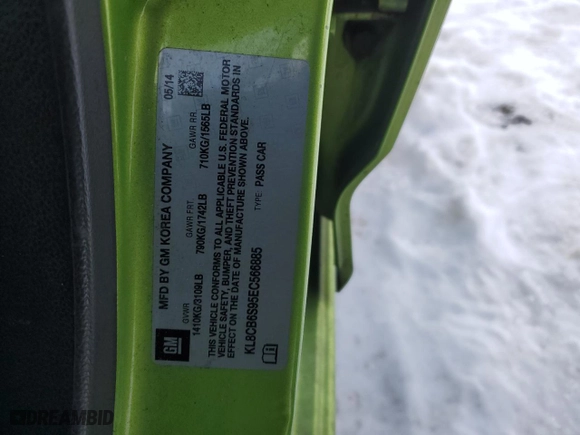 MFD BY GM KOREA COMPANY
05/14
GVWR
GAWR FRT
GAWR RR
1410KG/3109LB
790KG/1742LB
710KG/1565LB
THIS VEHICLE CONFORMS TO ALL APPLICABLE U.S. FEDERAL MOTOR
VEHICLE SAFETY, BUMPER, AND THEFT PREVENTION STANDARDS IN
EFFECT ON THE DATE OF MANUFACTURE SHOWN ABOVE.
KL8CB6S95EC566885
TYPE: PASS CAR
GM
DREAMBID